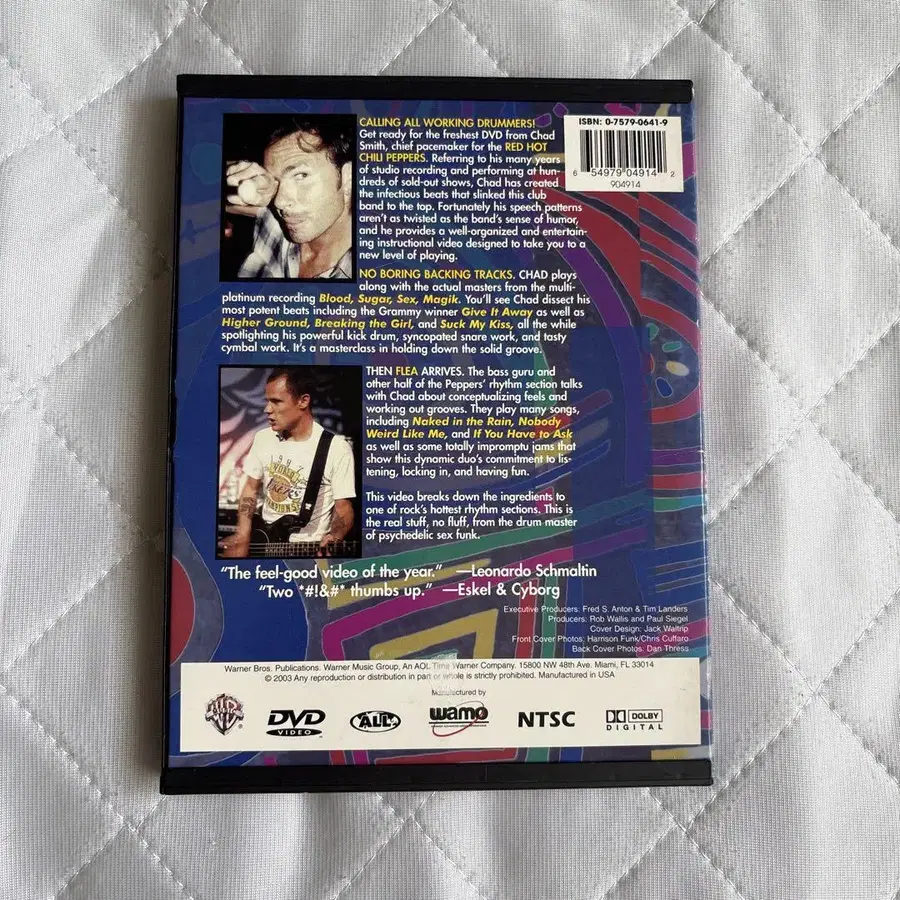 CALLING ALL WORKING DRUMMERS!
Get ready for the freshest DVD from Chad
Smith, chief pacemaker for the RED HOT
CHILI PEPPERS. Referring to his many years
of studio recording and performing at hun-
dreds of sold-out shows, Chad has created
the infectious beats that slinked this club
band to the top. Fortunately his speech patterns
aren't as twisted as the band's sense of humor,
and he provides a well-organized and entertain-
ing instructional video designed to take you to a
new level of playing.
ISBN: 0-7579-0641-9
6 54979 04914 2
904914
NO BORING BACKING TRACKS. CHAD plays
along with the actual masters from the multi-
platinum recording Blood, Sugar, Sex, Magik. You'll see Chad dissect his
most potent beats including the Grammy winner Give It Away as well as
Higher Ground, Breaking the Girl, and Suck My Kiss, all the while
spotlighting his powerful kick drum, syncopated snare work, and tasty
cymbal work. It's a masterclass in holding down the solid groove.
THEN FLEA ARRIVES. The bass guru and
other half of the Peppers' rhythm section talks
with Chad about conceptualizing feels and
working out grooves. They play many songs,
including Naked in the Rain, Nobody
Weird Like Me, and If You Have to Ask
as well as some totally impromptu jams that
show this dynamic duo's commitment to lis-
tening, locking in, and having fun.
This video breaks down the ingredients to
one of rock's hottest rhythm sections. This is
the real stuff, no fluff, from the drum master
of psychedelic sex funk.
"The feel-good video of the year." —Leonardo Schmaltin
"Two *#!&#* thumbs up." —Eskel & Cyborg
Executive Producers: Fred S. Anton & Tim Landers
Producers: Rob Wallis and Paul Siegel
Cover Design: Jack Waltrip
Front Cover Photos: Harrison Funk/Chris Cuffaro
Back Cover Photos: Dan Thress
Warner Bros. Publications. Warner Music Group, An AOL Time Warner Company. 15800 NW 48th Ave. Miami, FL 33014
© 2003 Any reproduction or distribution in part or whole is strictly prohibited. Manufactured in USA
Manufactured by
WB
DVD
VIDEO
ALL
wamo
NTSC
DOLBY
DIGITAL